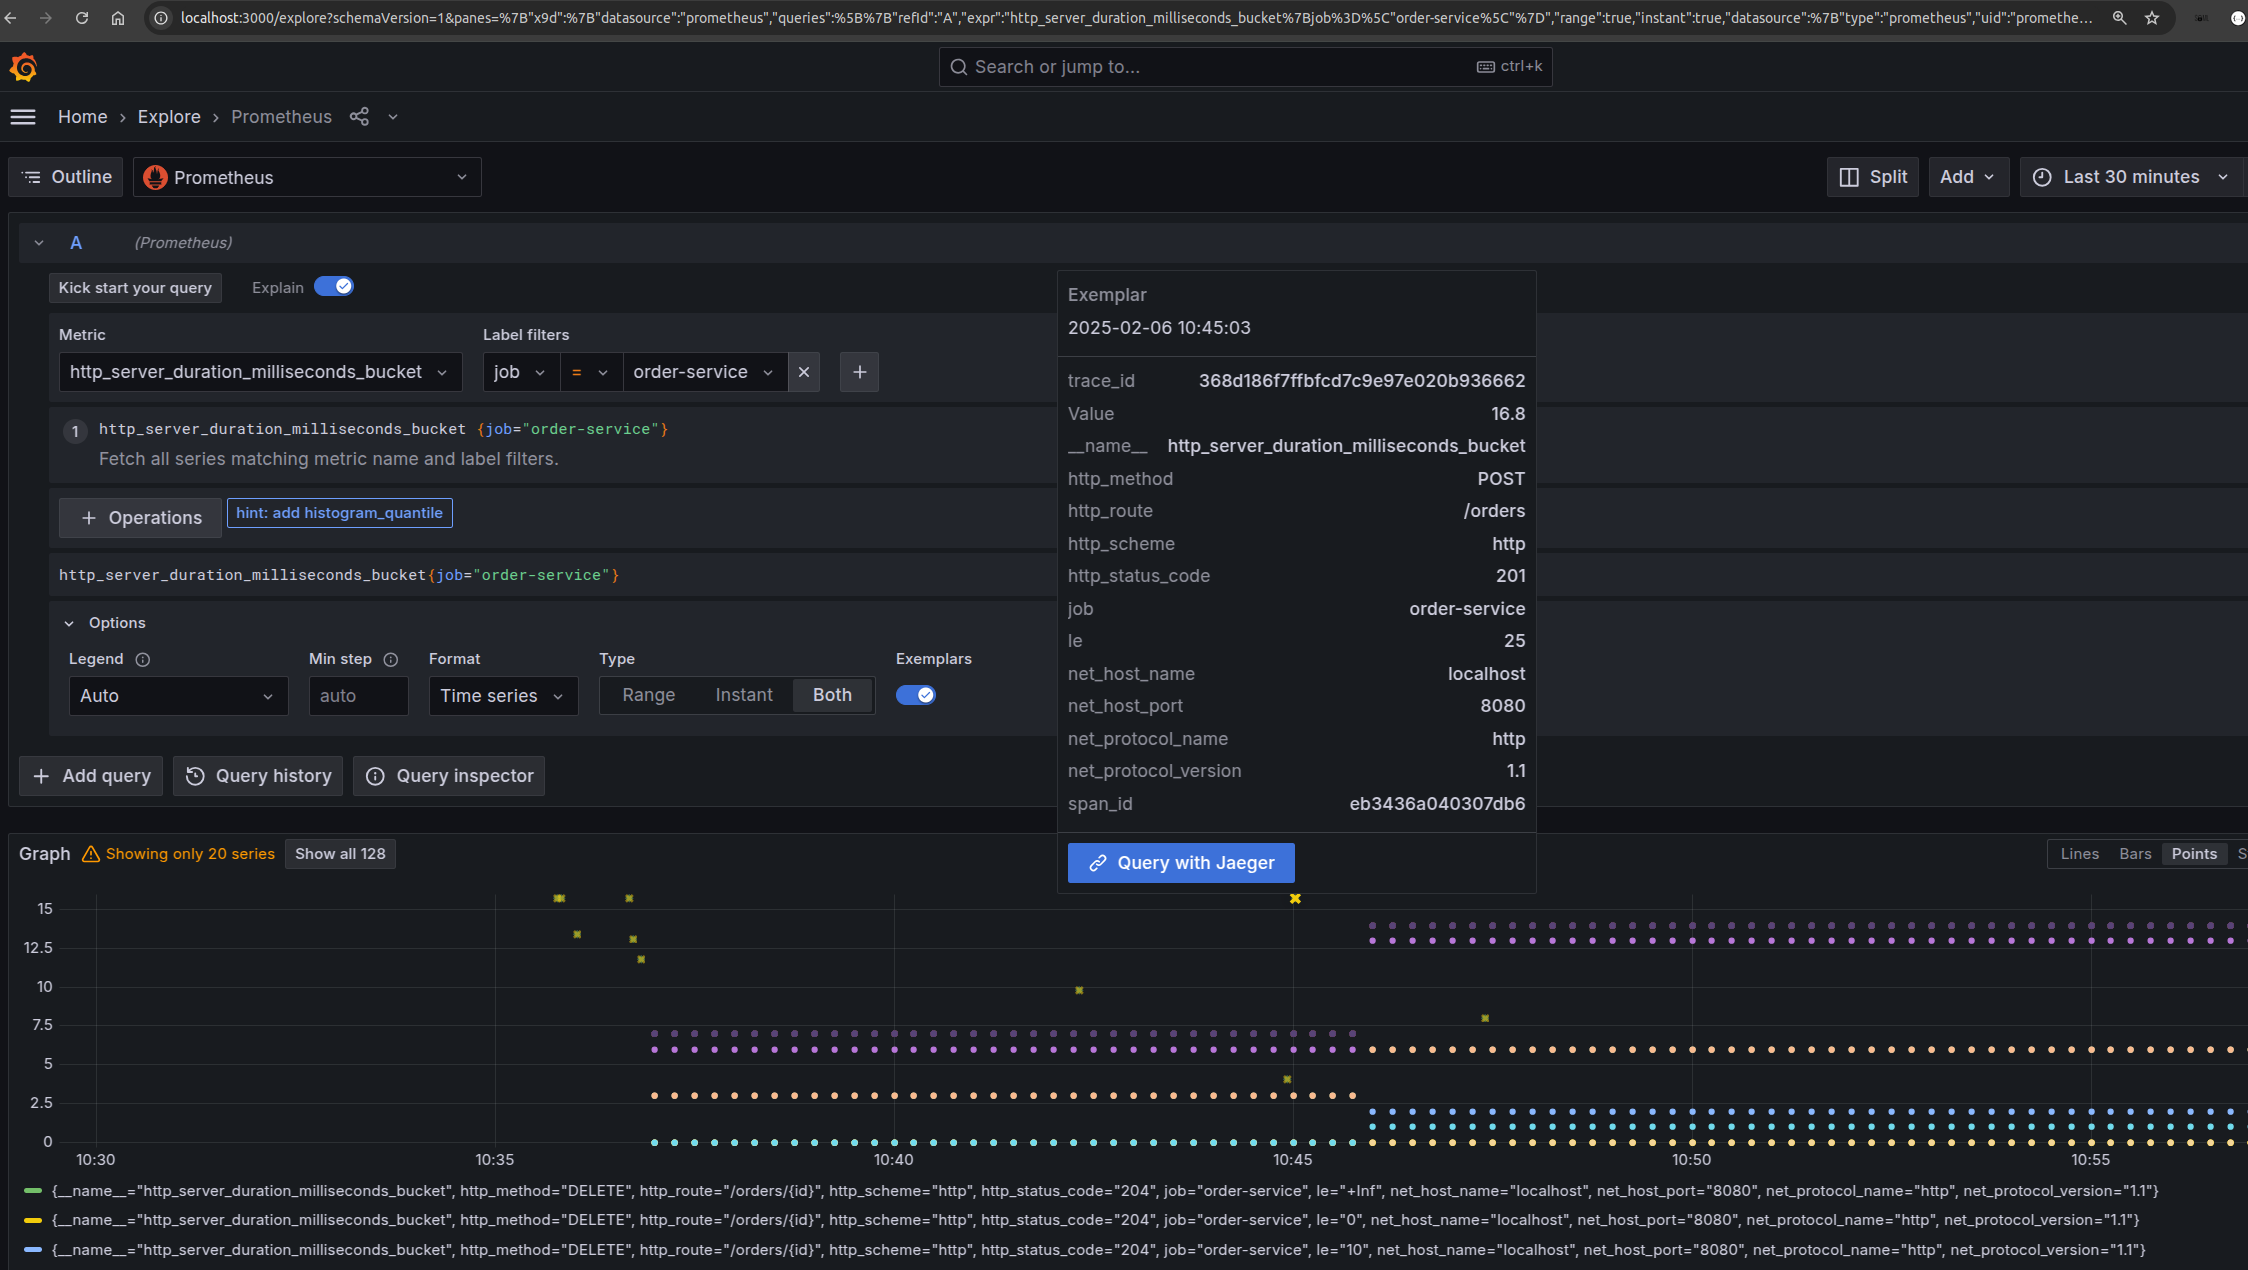 localhost:3000/explore?schemaVersion=1&panes=%7B"x9d":%7B"datasource":"prometheus","queries":%5B%7B"refId":"A","expr":"http_server_duration_milliseconds_bucket%7Bjob%3D%5C"order-service%5C"%7D","range":true,"instant":true,"datasource":%7B"type":"prometheus","uid":"promethe...
Search or jump to...
ctrl+k
Home › Explore › Prometheus
Outline
Prometheus
Split
Add
Last 30 minutes
A
(Prometheus)
Kick start your query
Explain
Metric
Label filters
http_server_duration_milliseconds_bucket
job
=
order-service
1
http_server_duration_milliseconds_bucket {job="order-service"}
Fetch all series matching metric name and label filters.
Operations
hint: add histogram_quantile
http_server_duration_milliseconds_bucket{job="order-service"}
Options
Legend
Min step
Format
Type
Exemplars
Auto
auto
Time series
Range
Instant
Both
Add query
Query history
Query inspector
Exemplar
2025-02-06 10:45:03
trace_id 368d186f7ffbfcd7c9e97e020b936662
Value 16.8
__name__ http_server_duration_milliseconds_bucket
http_method POST
http_route /orders
http_scheme http
http_status_code 201
job order-service
le 25
net_host_name localhost
net_host_port 8080
net_protocol_name http
net_protocol_version 1.1
span_id eb3436a040307db6
Query with Jaeger
Graph
Showing only 20 series
Show all 128
Lines
Bars
Points
S
15
12.5
10
7.5
5
2.5
0
10:30
10:35
10:40
10:45
10:50
10:55
{__name__="http_server_duration_milliseconds_bucket", http_method="DELETE", http_route="/orders/{id}", http_scheme="http", http_status_code="204", job="order-service", le="+Inf", net_host_name="localhost", net_host_port="8080", net_protocol_name="http", net_protocol_version="1.1"}
{__name__="http_server_duration_milliseconds_bucket", http_method="DELETE", http_route="/orders/{id}", http_scheme="http", http_status_code="204", job="order-service", le="0", net_host_name="localhost", net_host_port="8080", net_protocol_name="http", net_protocol_version="1.1"}
{__name__="http_server_duration_milliseconds_bucket", http_method="DELETE", http_route="/orders/{id}", http_scheme="http", http_status_code="204", job="order-service", le="10", net_host_name="localhost", net_host_port="8080", net_protocol_name="http", net_protocol_version="1.1"}